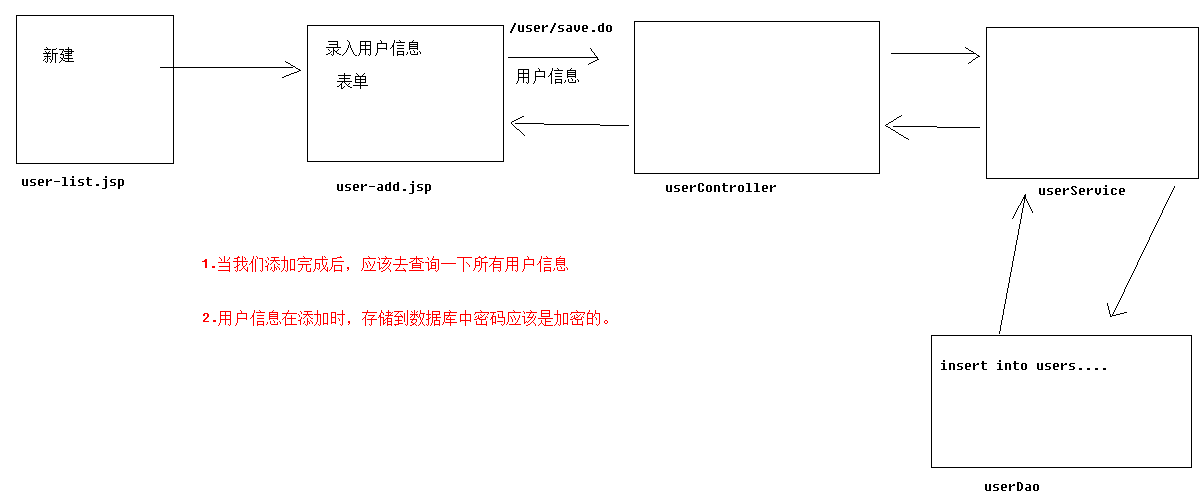 新建
user-list.jsp
录入用户信息
表单
user-add.jsp
/user/save.do
用户信息
userController
userService
1.当我们添加完成后，应该去查询一下所有用户信息
2.用户信息在添加时，存储到数据库中密码应该是加密的。
insert into users....
userDao